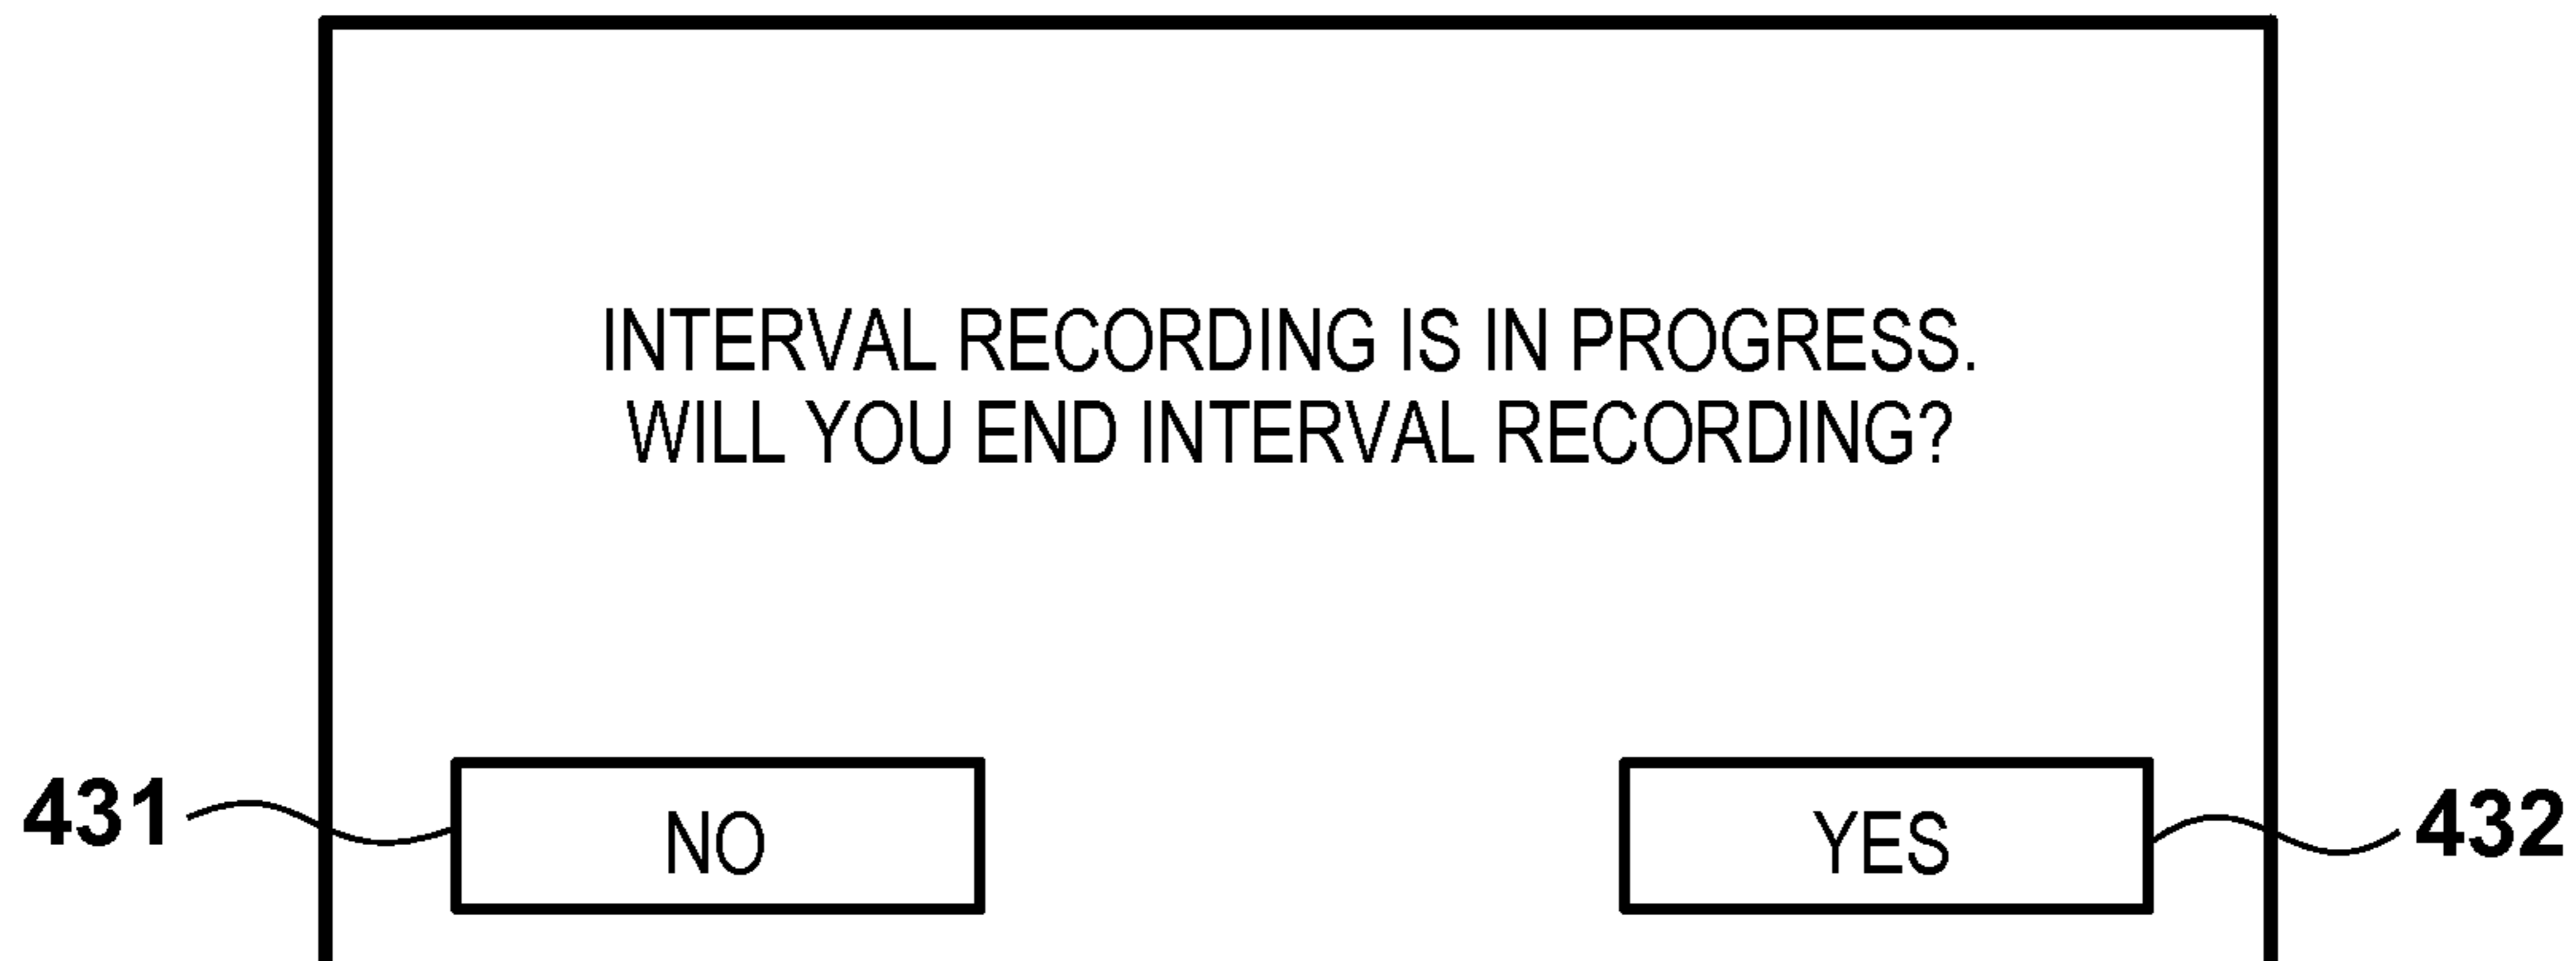 INTERVAL RECORDING IS IN PROGRESS.
WILL YOU END INTERVAL RECORDING?
431
NO
YES
432